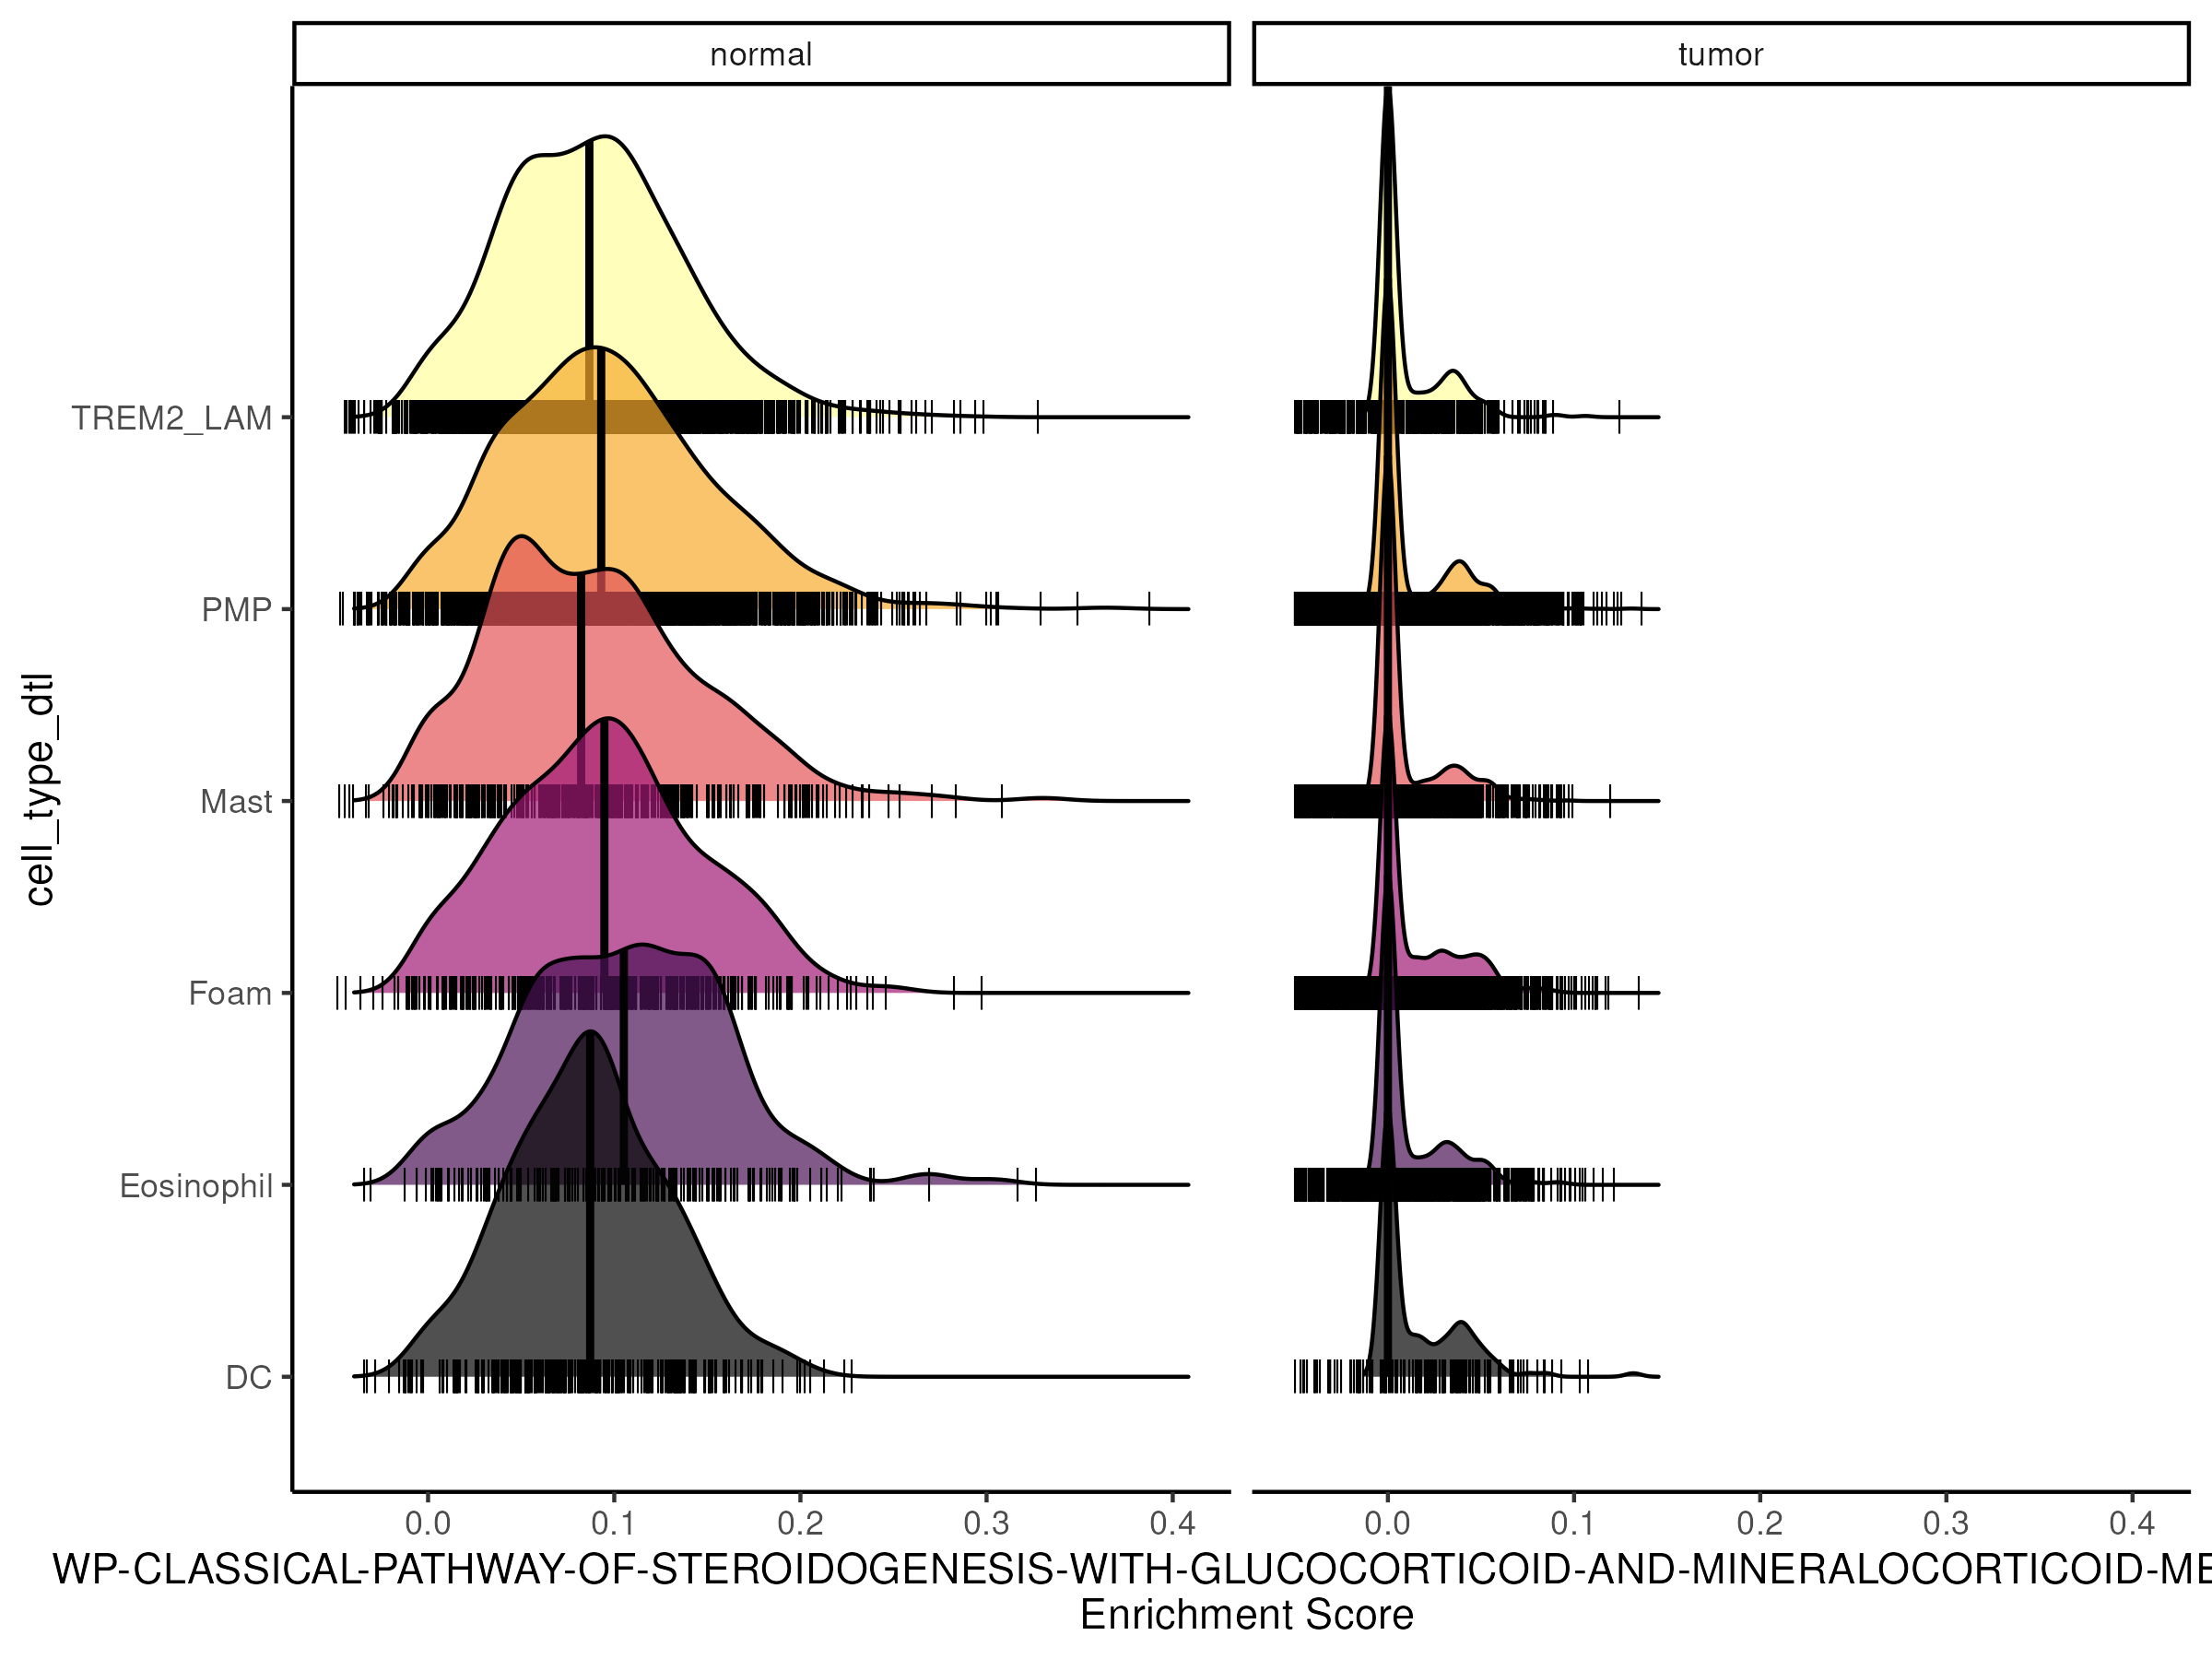 normal
tumor
cell_type_dtl
TREM2_LAM
PMP
Mast
Foam
Eosinophil
DC
0.0 0.1 0.2 0.3 0.4
0.0 0.1 0.2 0.3 0.4
WP-CLASSICAL-PATHWAY-OF-STEROIDOGENESIS-WITH-GLUCOCORTICOID-AND-MINERALOCORTICOID-ME
Enrichment Score